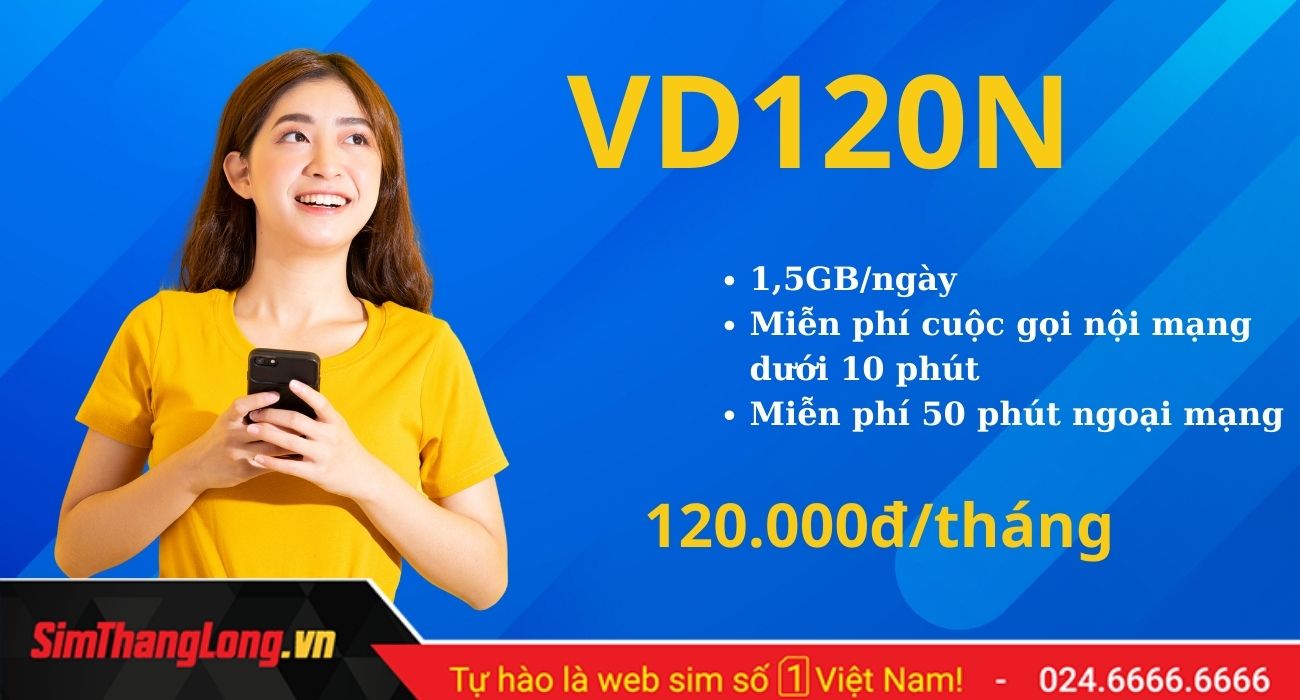 VD120N
• 1,5GB/ngày
• Miễn phí cuộc gọi nội mạng
dưới 10 phút
• Miễn phí 50 phút ngoại mạng
120.000đ/tháng
SimThangLong.vn
Tự hào là web sim số 1 Việt Nam! - 024.6666.6666